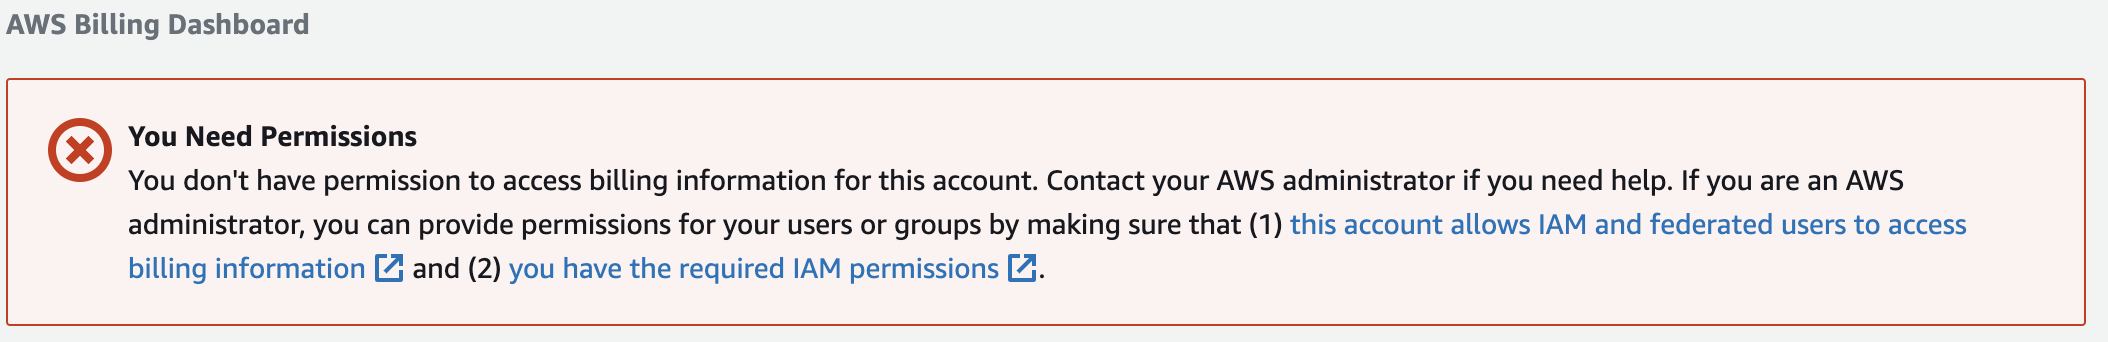 AWS Billing Dashboard
You Need Permissions
You don't have permission to access billing information for this account. Contact your AWS administrator if you need help. If you are an AWS
administrator, you can provide permissions for your users or groups by making sure that (1) this account allows IAM and federated users to access
billing information and (2) you have the required IAM permissions.